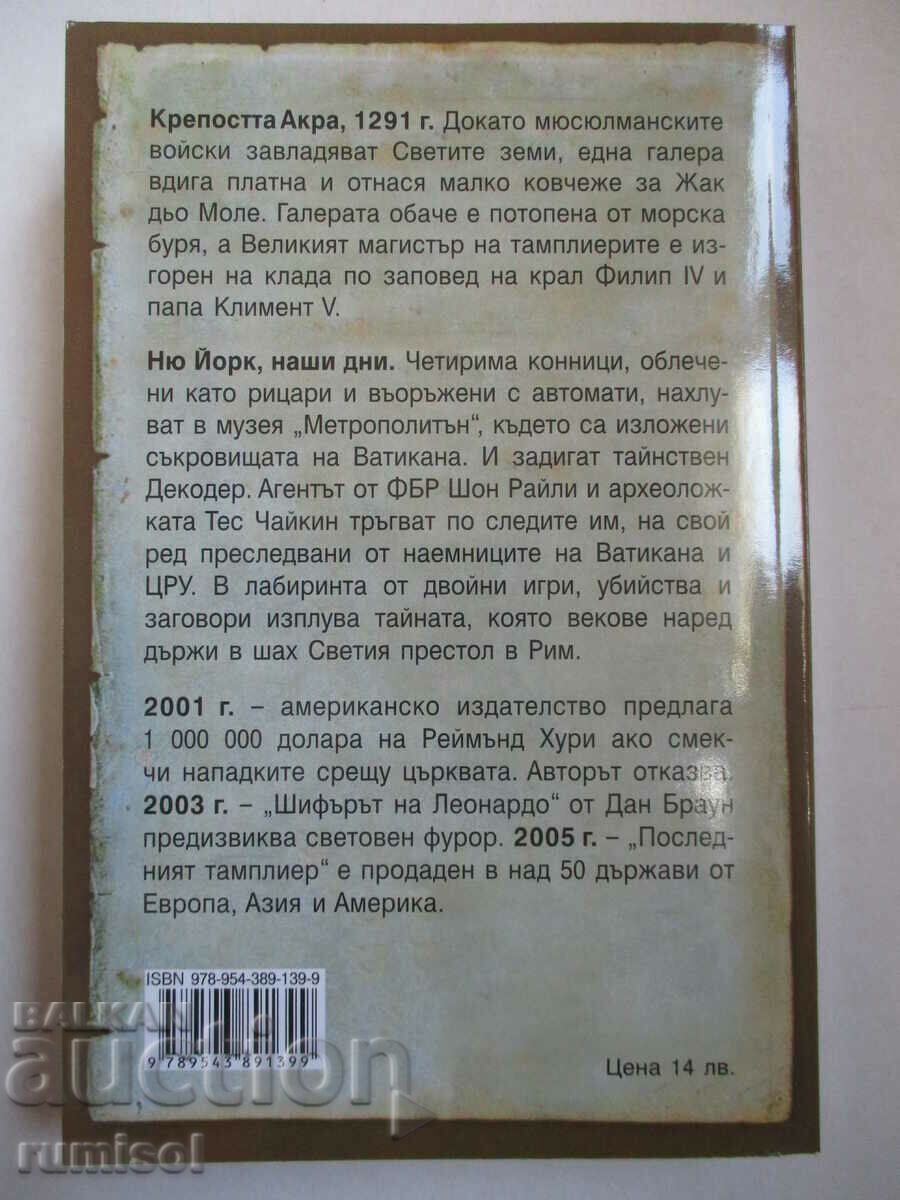 Крепостта Акра, 1291 г. Докато мюсюлманските
войски завладяват Светите земи, една галера
вдига платна и отнася малко ковчеже за Жак
дьо Моле. Галерата обаче е потопена от морска
буря, а Великият магистър на тамплиерите е из-
горен на клада по заповед на крал Филип IV и
папа Климент V.
Ню Йорк, наши дни. Четирима конници, облече-
ни като рицари и въоръжени с автомати, нахлу-
ват в музея „Метрополитън“, където са изложени
съкровищата на Ватикана. И задигат тайнствен
Декодер. Агентът от ФБР Шон Райли и археолож-
ката Тес Чайкин тръгват по следите им, на свой
ред преследвани от наемниците на Ватикана и
ЦРУ. В лабиринта от двойни игри, убийства и
заговори изплува тайната, която векове наред
държи в шах Светия престол в Рим.
2001 г. – американско издателство предлага
1 000 000 долара на Реймънд Хури ако смек-
чи нападките срещу църквата. Авторът отказва.
2003 г. – „Шифърът на Леонардо“ от Дан Браун
предизвиква световен фурор. 2005 г. – „Послед-
ният тамплиер“ е продаден в над 50 държави от
Европа, Азия и Америка.
ISBN 978-954-389-139-9
9 789543 891399
Цена 14 лв.
BALKAN
auction
rumisol